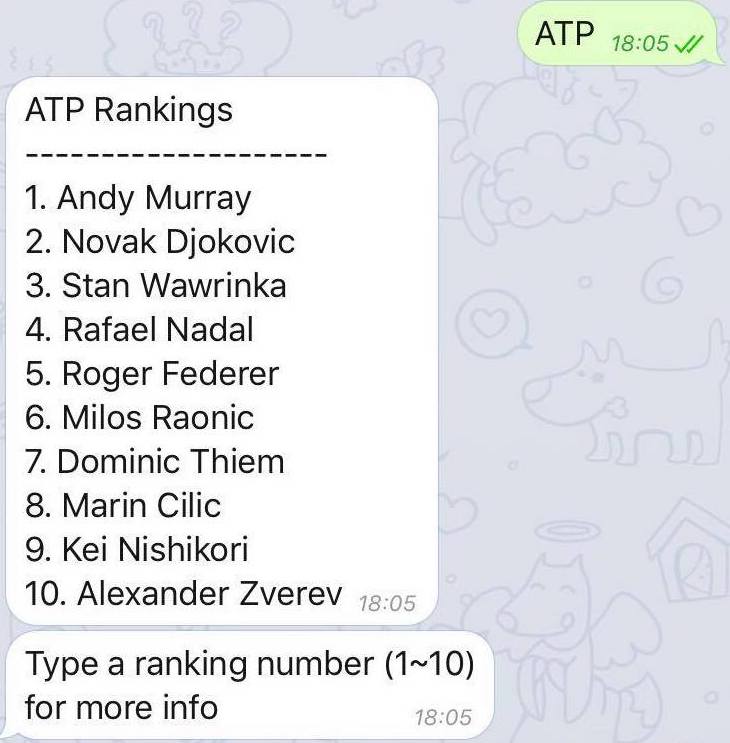 ATP 18:05
ATP Rankings
--------------------
1. Andy Murray
2. Novak Djokovic
3. Stan Wawrinka
4. Rafael Nadal
5. Roger Federer
6. Milos Raonic
7. Dominic Thiem
8. Marin Cilic
9. Kei Nishikori
10. Alexander Zverev 18:05
Type a ranking number (1~10)
for more info 18:05